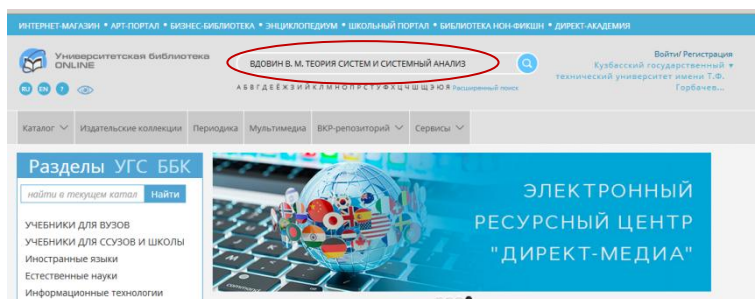 ИНТЕРНЕТ-МАГАЗИН • АРТ-ПОРТАЛ • БИЗНЕС-БИБЛИОТЕКА • ЭНЦИКЛОПЕДИУМ • ШКОЛЬНЫЙ ПОРТАЛ • БИБЛИОТЕКА НОН-ФИКШН • ДИРЕКТ-АКАДЕМИЯ
Университетская библиотека
ONLINE
ВДОВИН В. М. ТЕОРИЯ СИСТЕМ И СИСТЕМНЫЙ АНАЛИЗ
Войти/ Регистрация
Кузбасский государственный ▼
технический университет имени Т.Ф.
Горбачев...
RU EN ?
А Б В Г Д Е Ё Ж З И Й К Л М Н О П Р С Т У Ф Х Ц Ч Ш Щ Э Ю Я Расширенный поиск
Каталог Издательские коллекции Периодика Мультимедиа ВКР-репозиторий Сервисы
Разделы УГС ББК
найти в текущем катал Найти
УЧЕБНИКИ ДЛЯ ВУЗОВ
УЧЕБНИКИ ДЛЯ ССУЗОВ И ШКОЛЫ
Иностранные языки
Естественные науки
Информационные технологии
ЭЛЕКТРОННЫЙ
РЕСУРСНЫЙ ЦЕНТР
"ДИРЕКТ-МЕДИА"
command